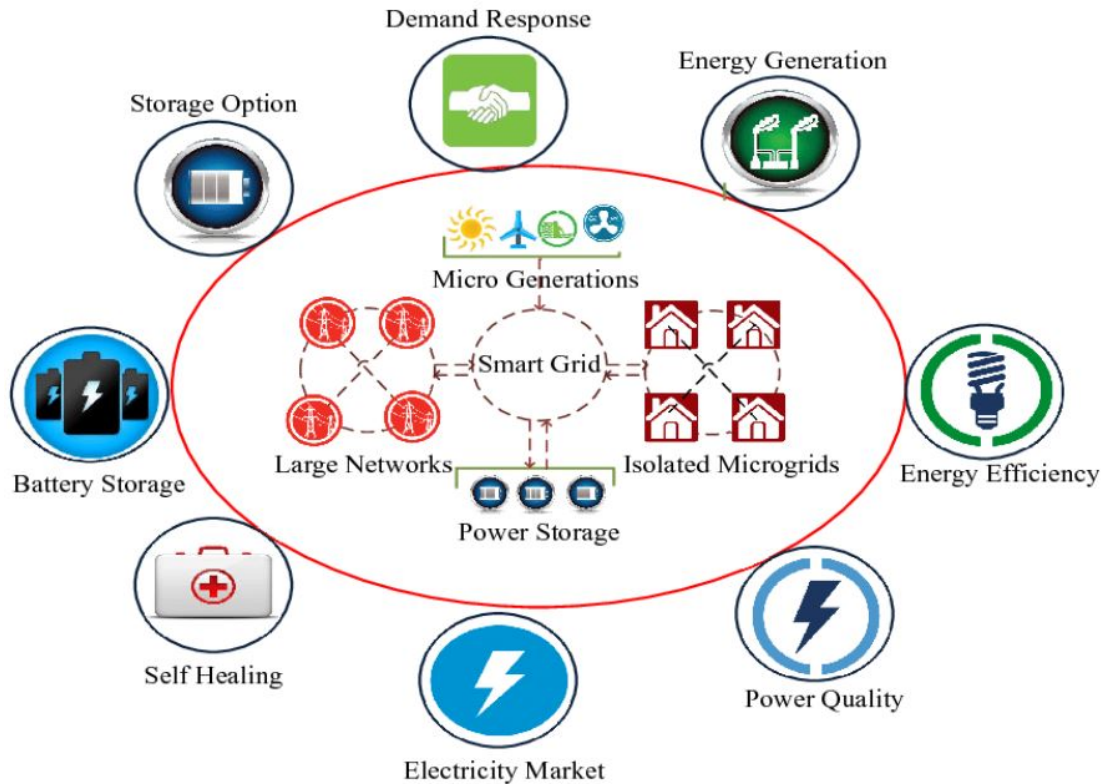 Demand Response
Energy Generation
Storage Option
Micro Generations
Smart Grid
Large Networks
Isolated Microgrids
Battery Storage
Energy Efficiency
Power Storage
Self Healing
Power Quality
Electricity Market